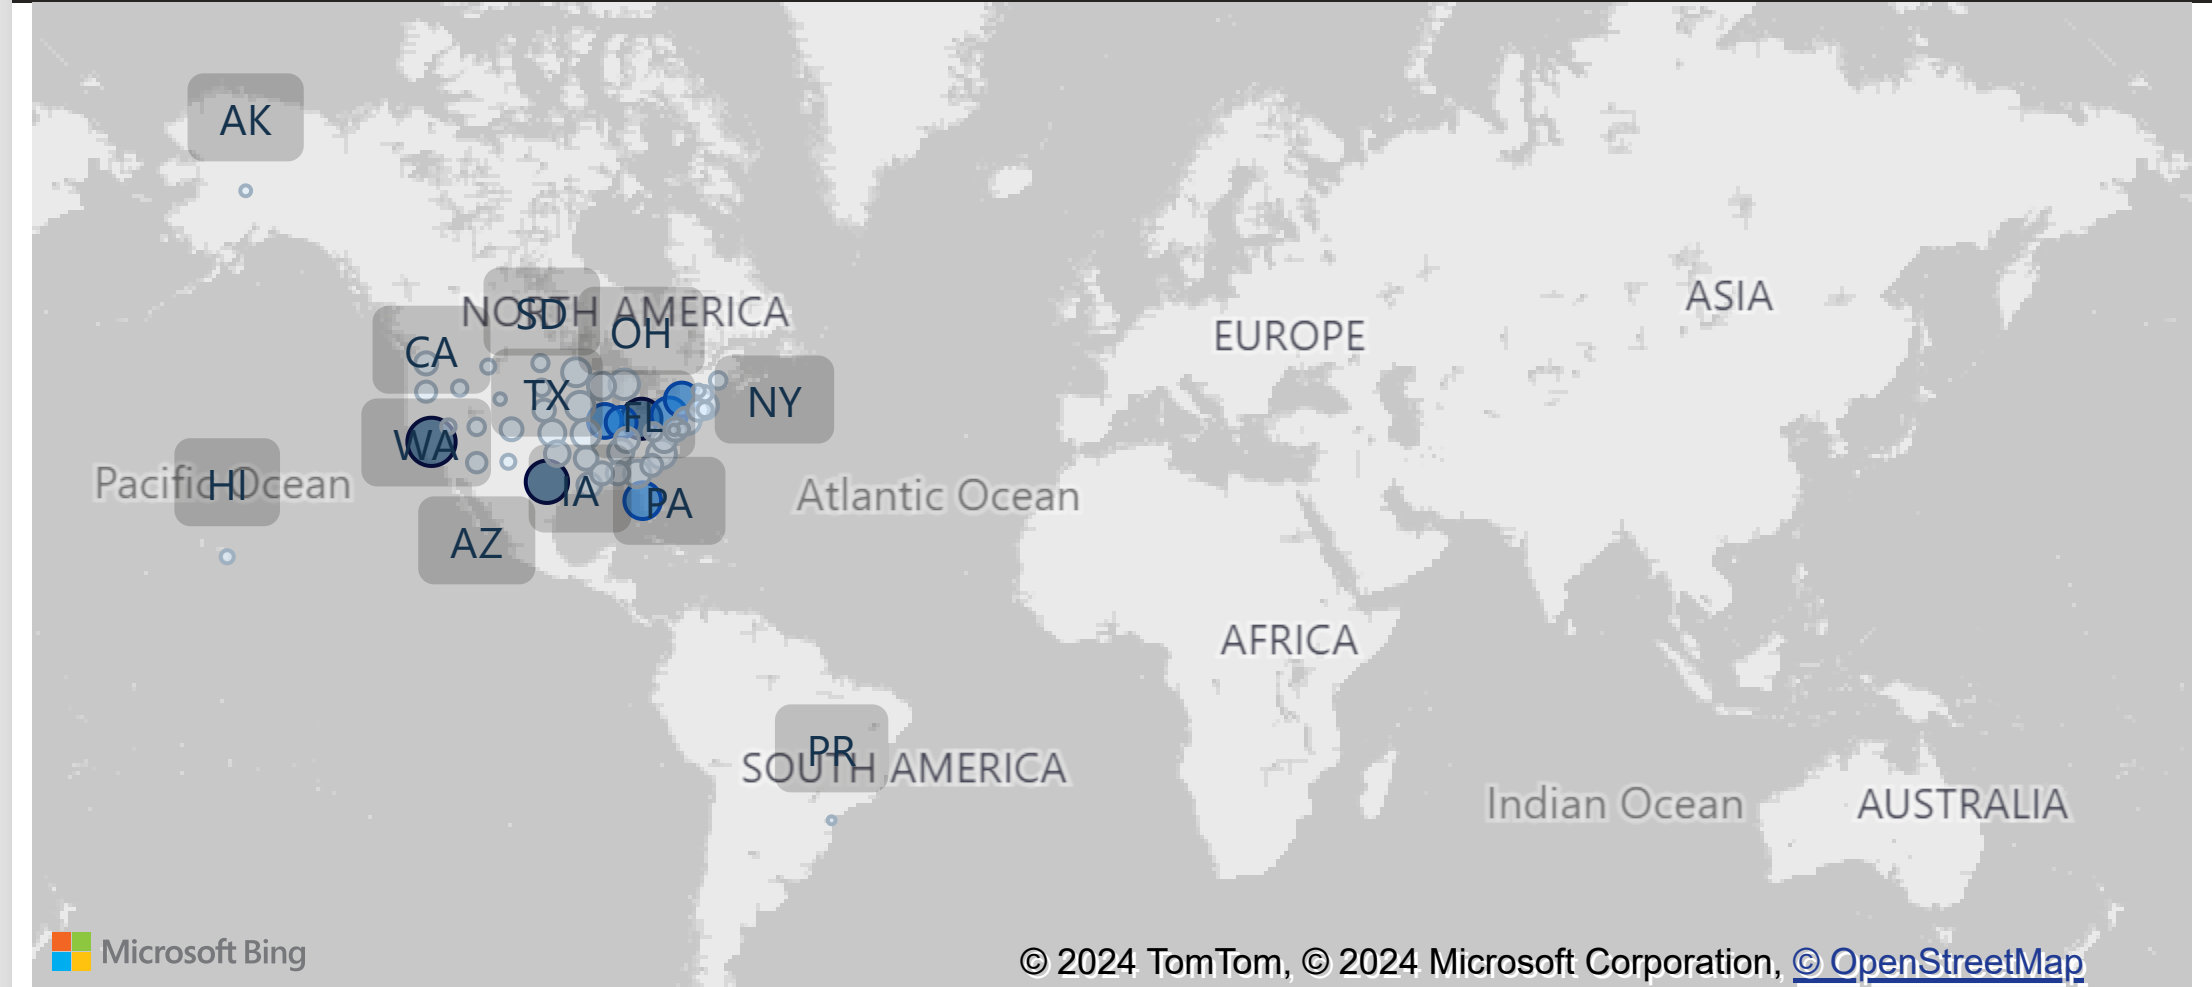 AK
NORTH AMERICA
SD
OH
CA
TX
NY
FL
WA
HI
Pacific Ocean
IA
PA
AZ
Atlantic Ocean
EUROPE
ASIA
AFRICA
PR
SOUTH AMERICA
Indian Ocean
AUSTRALIA
Microsoft Bing
© 2024 TomTom, © 2024 Microsoft Corporation, © OpenStreetMap